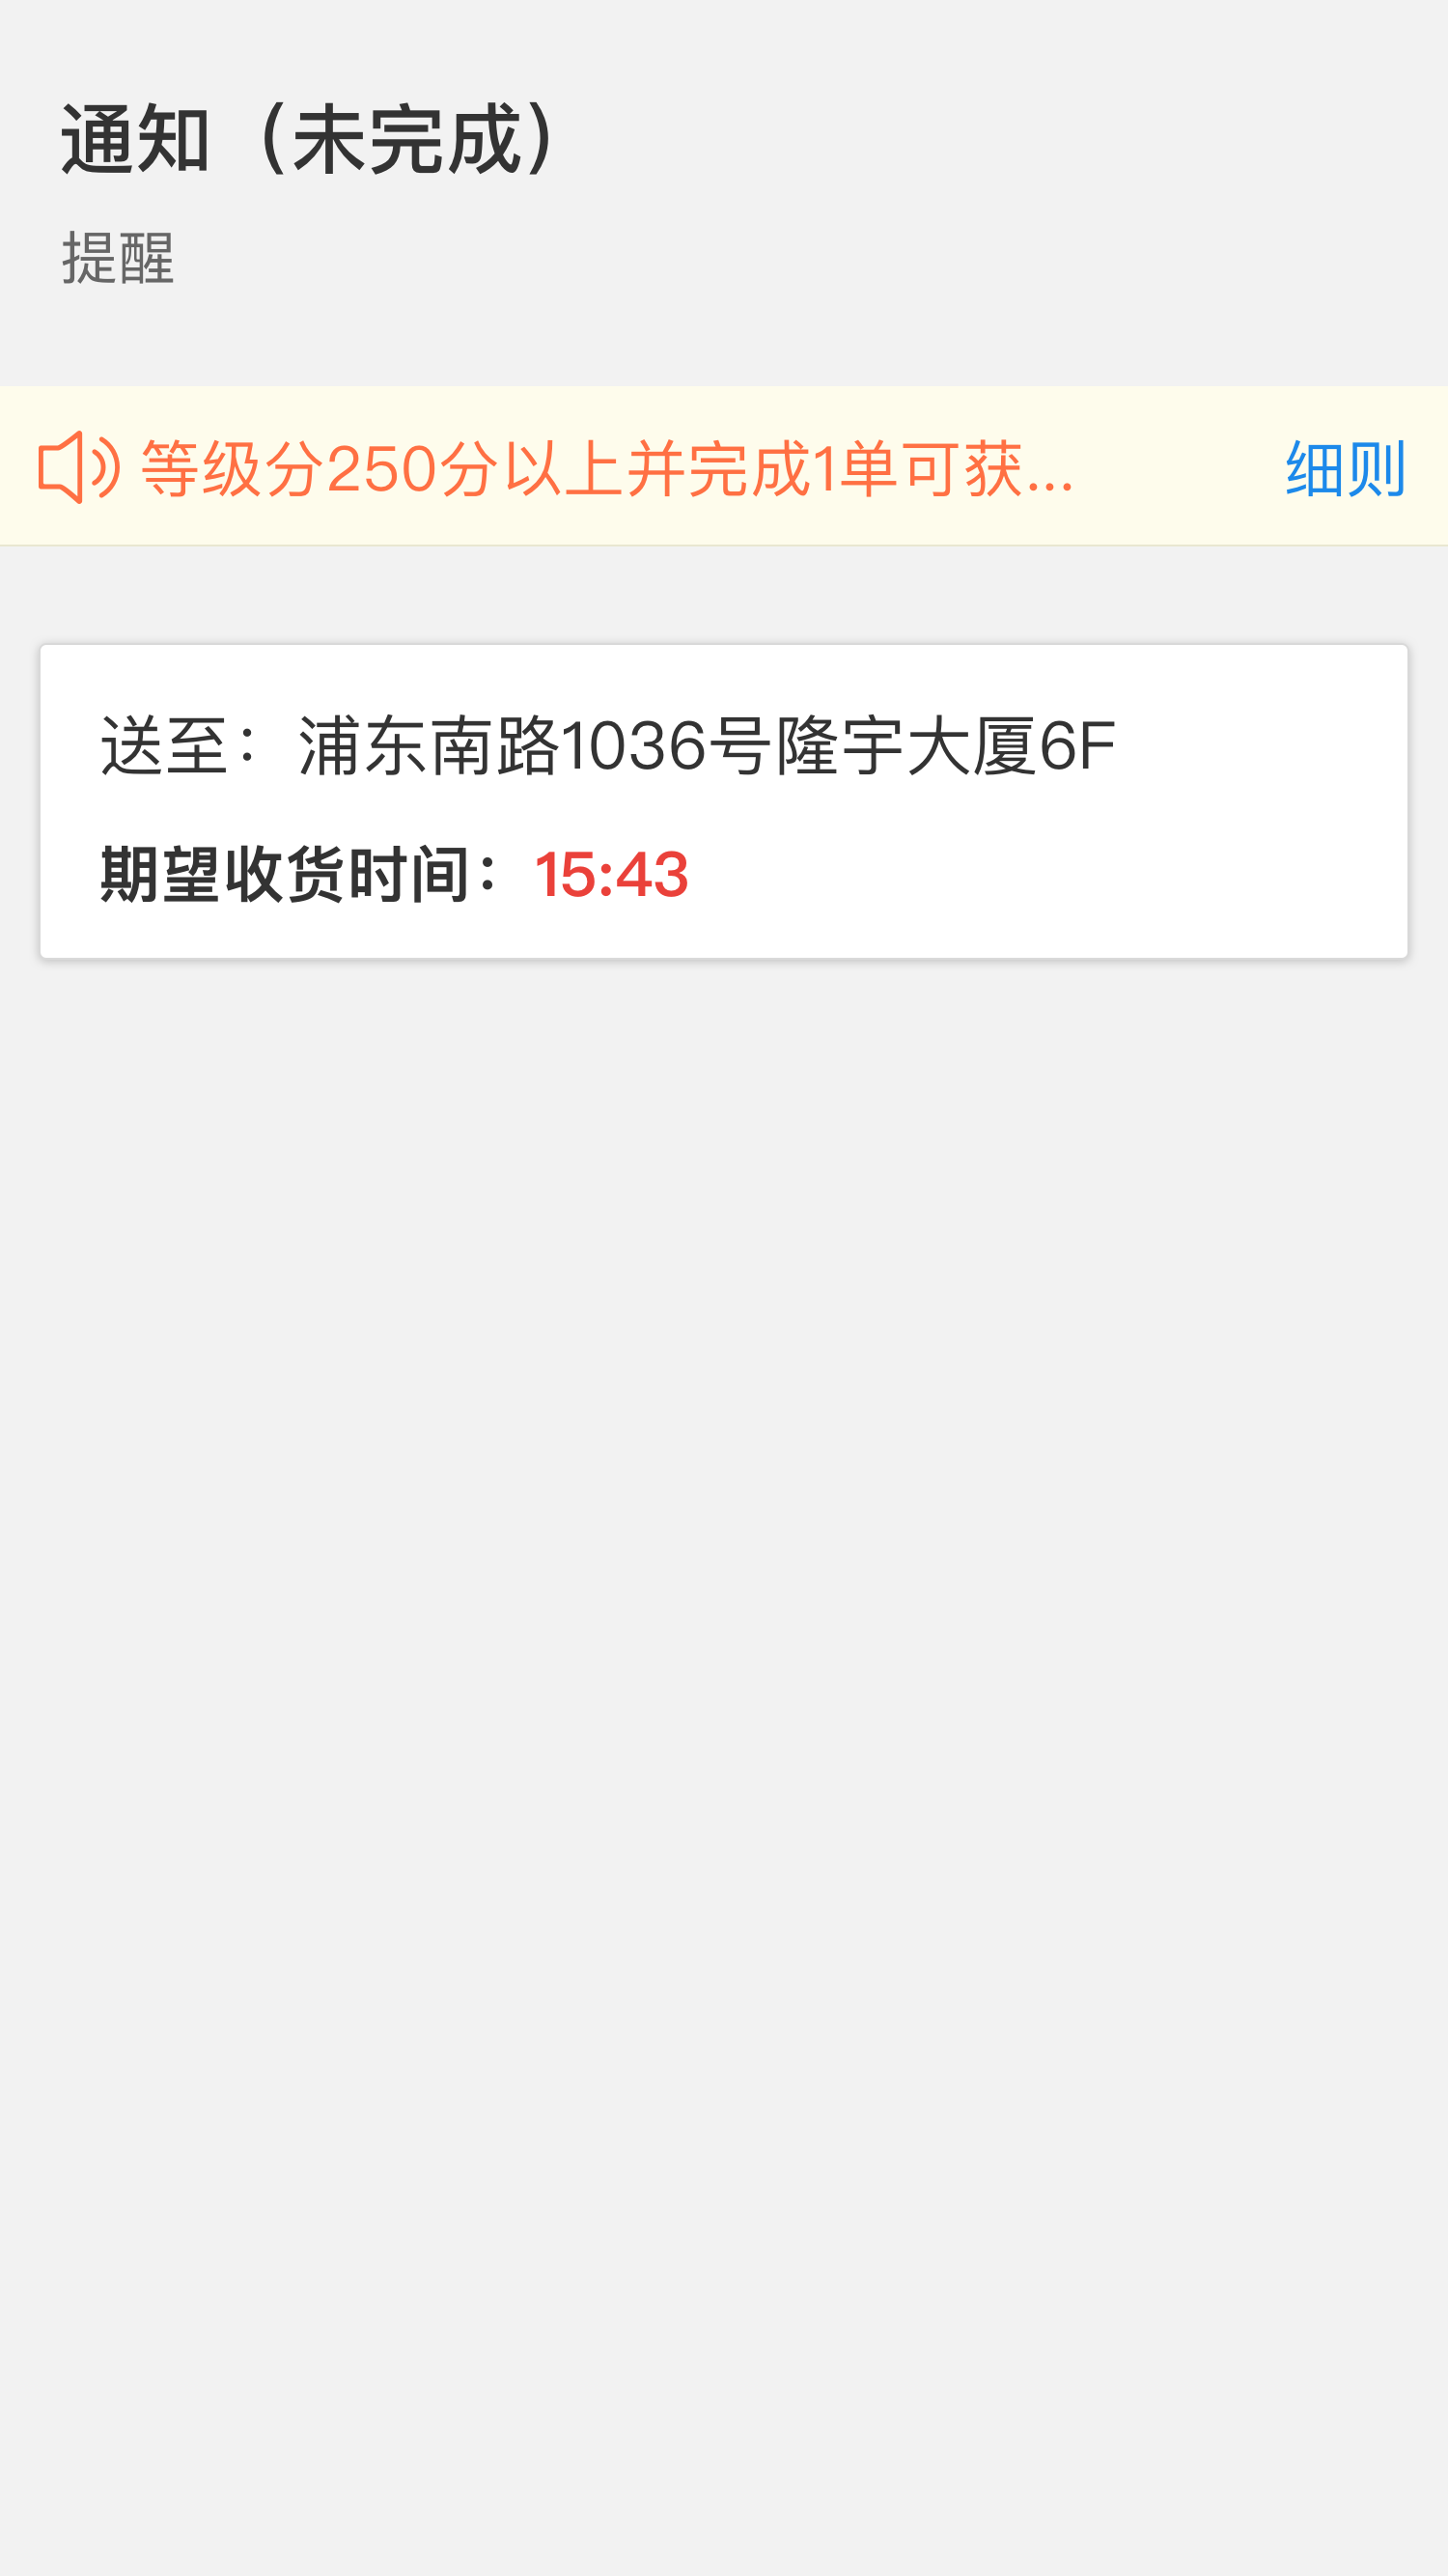 通知（未完成）
提醒
等级分250分以上并完成1单可获... 细则
送至：浦东南路1036号隆宇大厦6F
期望收货时间：15:43